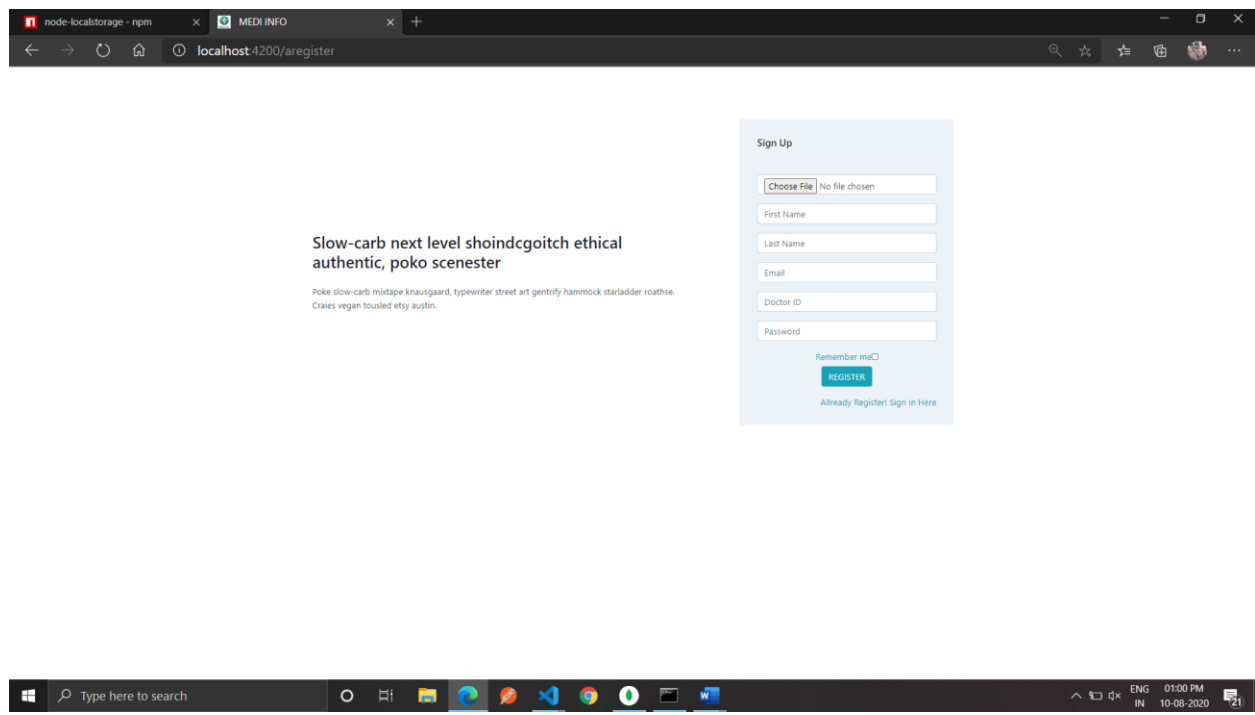 node-localstorage - npm
MEDI INFO
localhost:4200/aregister
Sign Up
Choose File No file chosen
First Name
Last Name
Email
Doctor ID
Password
Remember me
REGISTER
Allready Register! Sign In Here
Slow-carb next level shoindcgoitch ethical
authentic, poko scenester
Poke slow-carb mixtape knausgaard, typewriter street art gentrify hammock starladder roathse.
Craies vegan tousled etsy austin.
Type here to search
ENG
IN
01:00 PM
10-08-2020
21